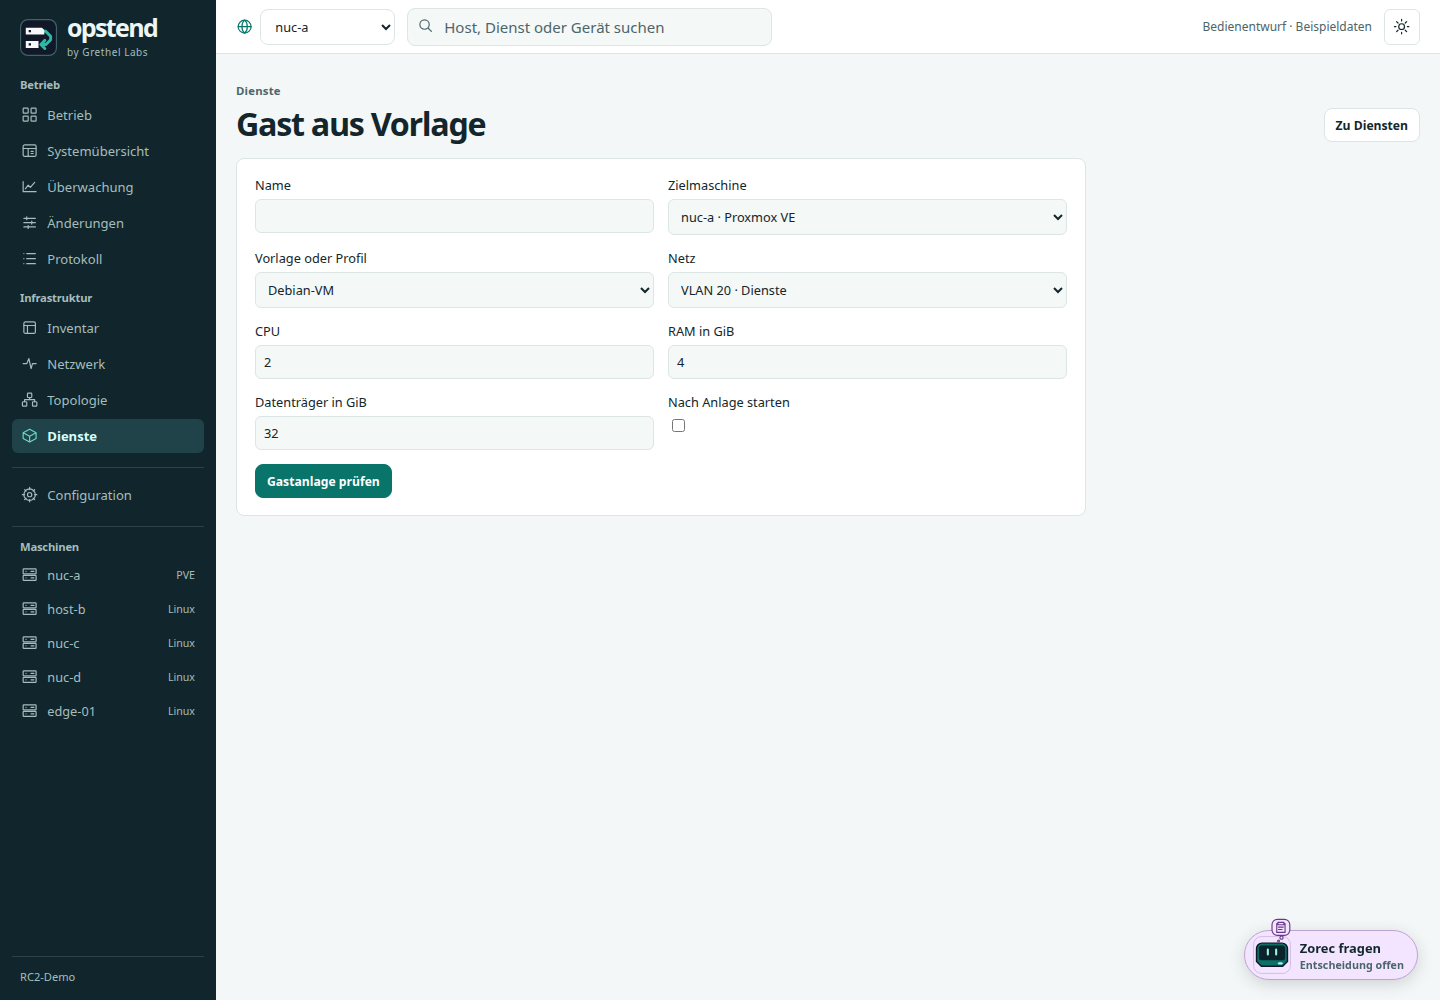 opstend
by Grethel Labs
Betrieb
Betrieb
Systemübersicht
Überwachung
Änderungen
Protokoll
Infrastruktur
Inventar
Netzwerk
Topologie
Dienste
Configuration
Maschinen
nuc-a PVE
host-b Linux
nuc-c Linux
nuc-d Linux
edge-01 Linux
RC2-Demo
nuc-a
Host, Dienst oder Gerät suchen
Bedienentwurf · Beispieldaten
Dienste
Gast aus Vorlage
Zu Diensten
Name
Zielmaschine
nuc-a · Proxmox VE
Vorlage oder Profil
Netz
Debian-VM
VLAN 20 · Dienste
CPU
RAM in GiB
2
4
Datenträger in GiB
Nach Anlage starten
32
Gastanlage prüfen
Zorec fragen
Entscheidung offen